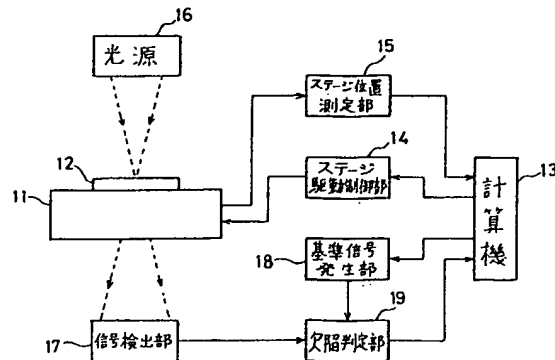 16
光源
15
ステージ位置
測定部
12
14
11
ステージ
駆動制御部
13
計算機
基準信号
発生部
18
19
17
信号検出部
欠陥判定部